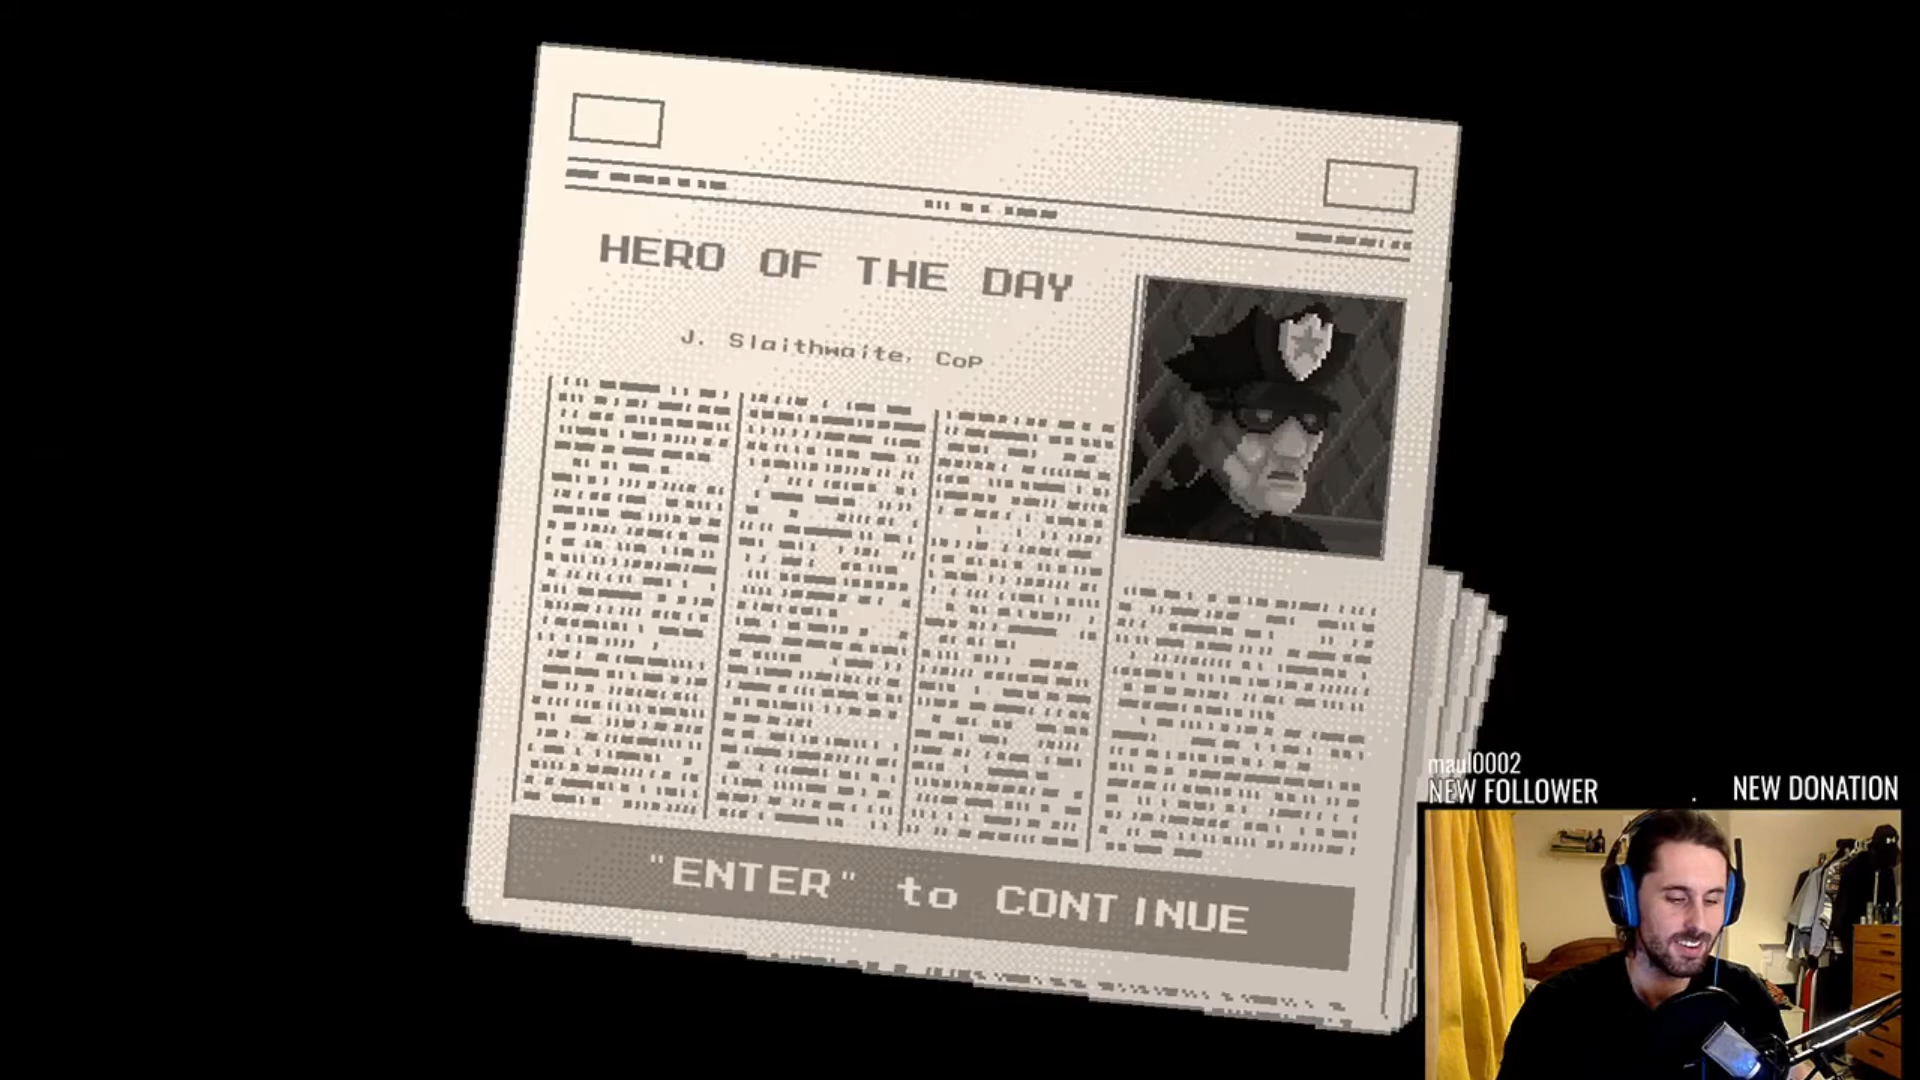 HERO OF THE DAY
J. Slaithwaite, CoP
"ENTER" to CONTINUE
maul0002
NEW FOLLOWER
.
NEW DONATION